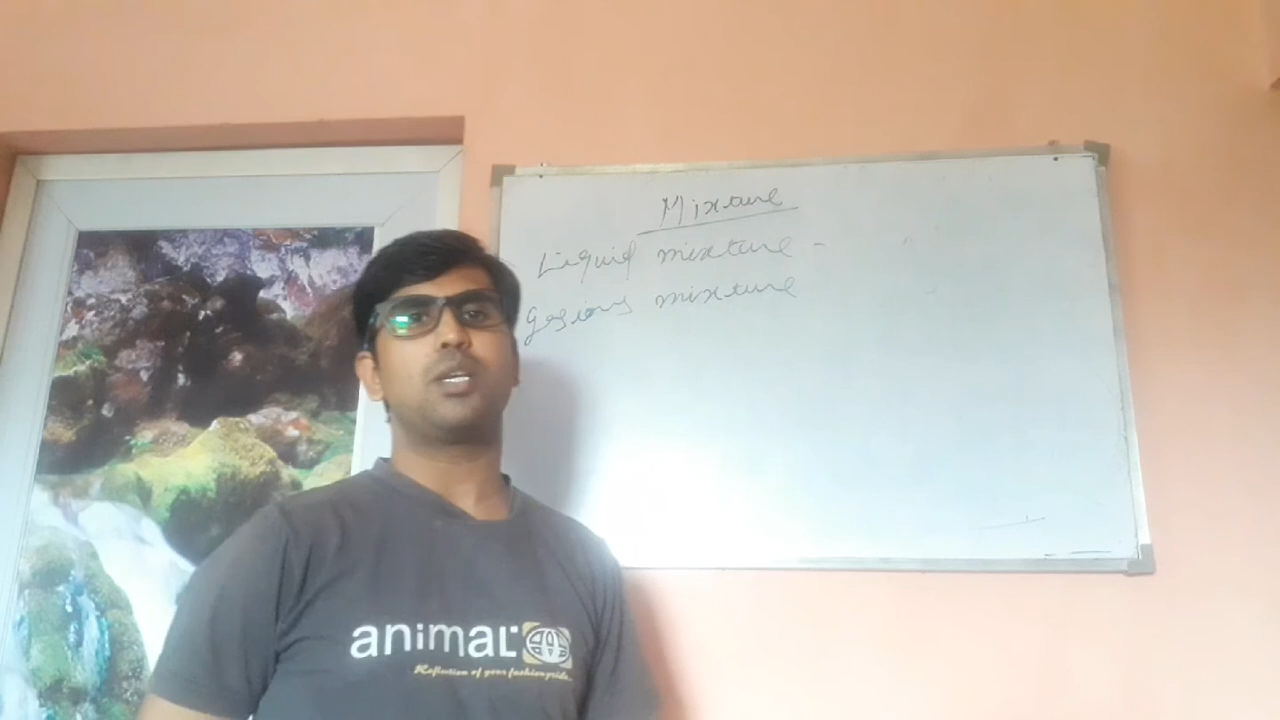 Mixture
Liquid mixture -
Gasious mixture
animal
Reflection of your fashion pride.